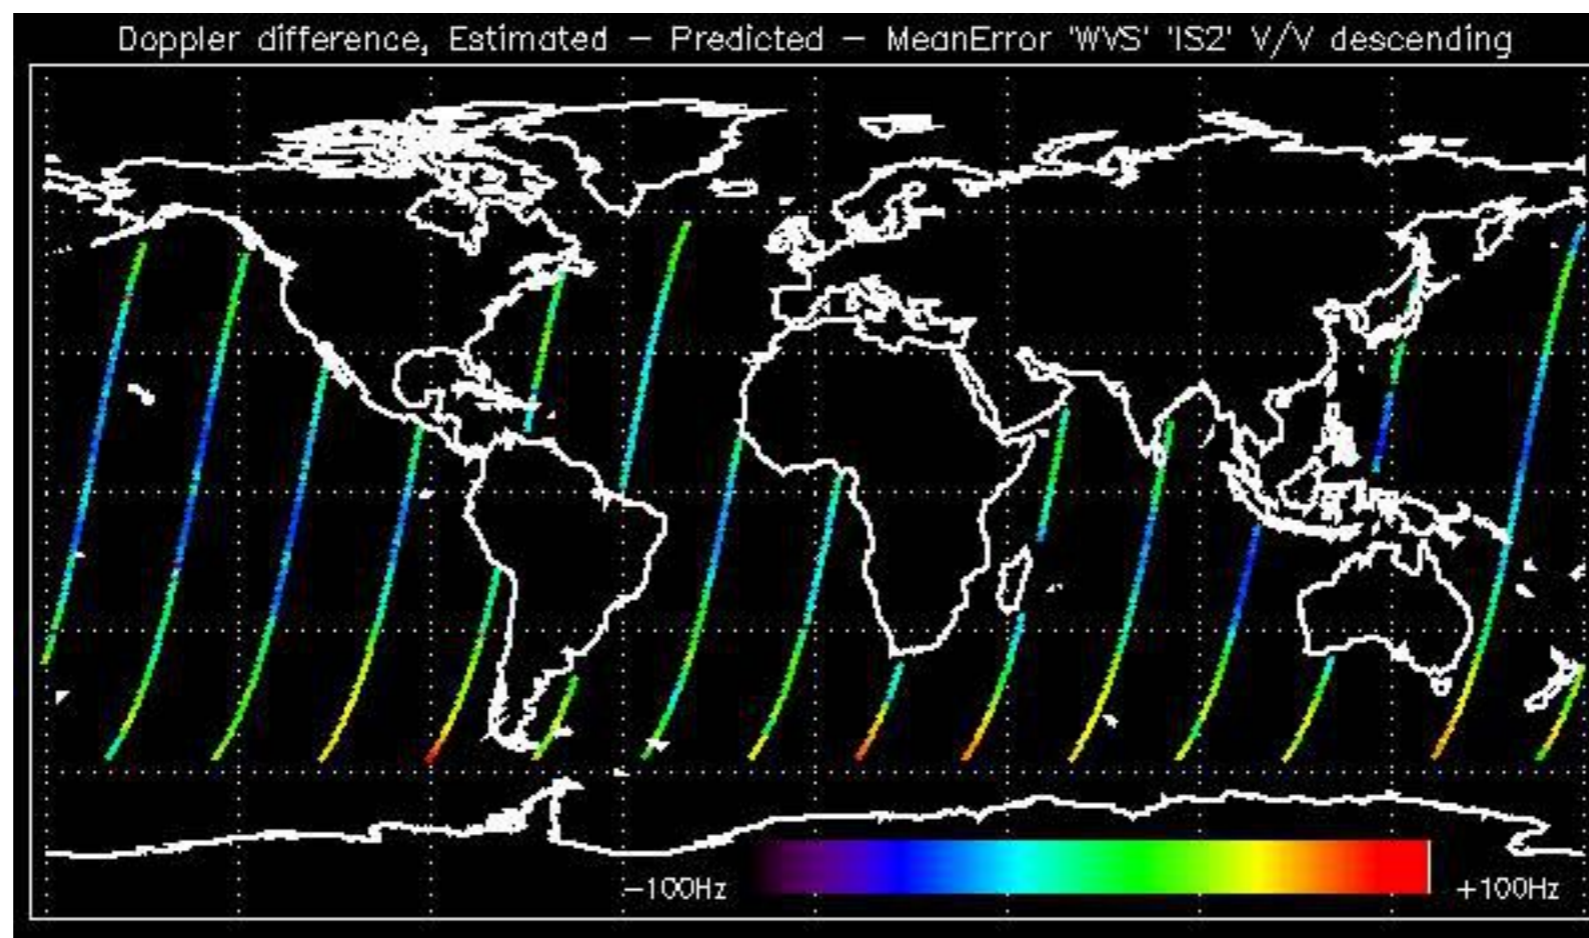 Doppler difference, Estimated - Predicted - MeanError 'WVS' 'IS2' V/V descending
-100Hz +100Hz